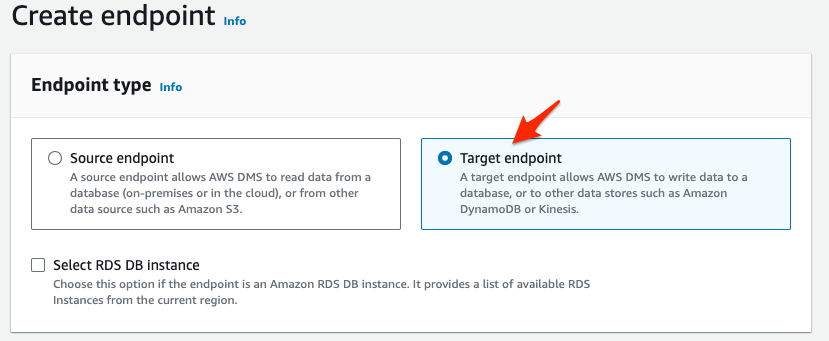 Create endpoint Info
Endpoint type Info
Source endpoint
A source endpoint allows AWS DMS to read data from a
database (on-premises or in the cloud), or from other
data source such as Amazon S3.
Target endpoint
A target endpoint allows AWS DMS to write data to a
database, or to other data stores such as Amazon
DynamoDB or Kinesis.
Select RDS DB instance
Choose this option if the endpoint is an Amazon RDS DB instance. It provides a list of available RDS
Instances from the current region.